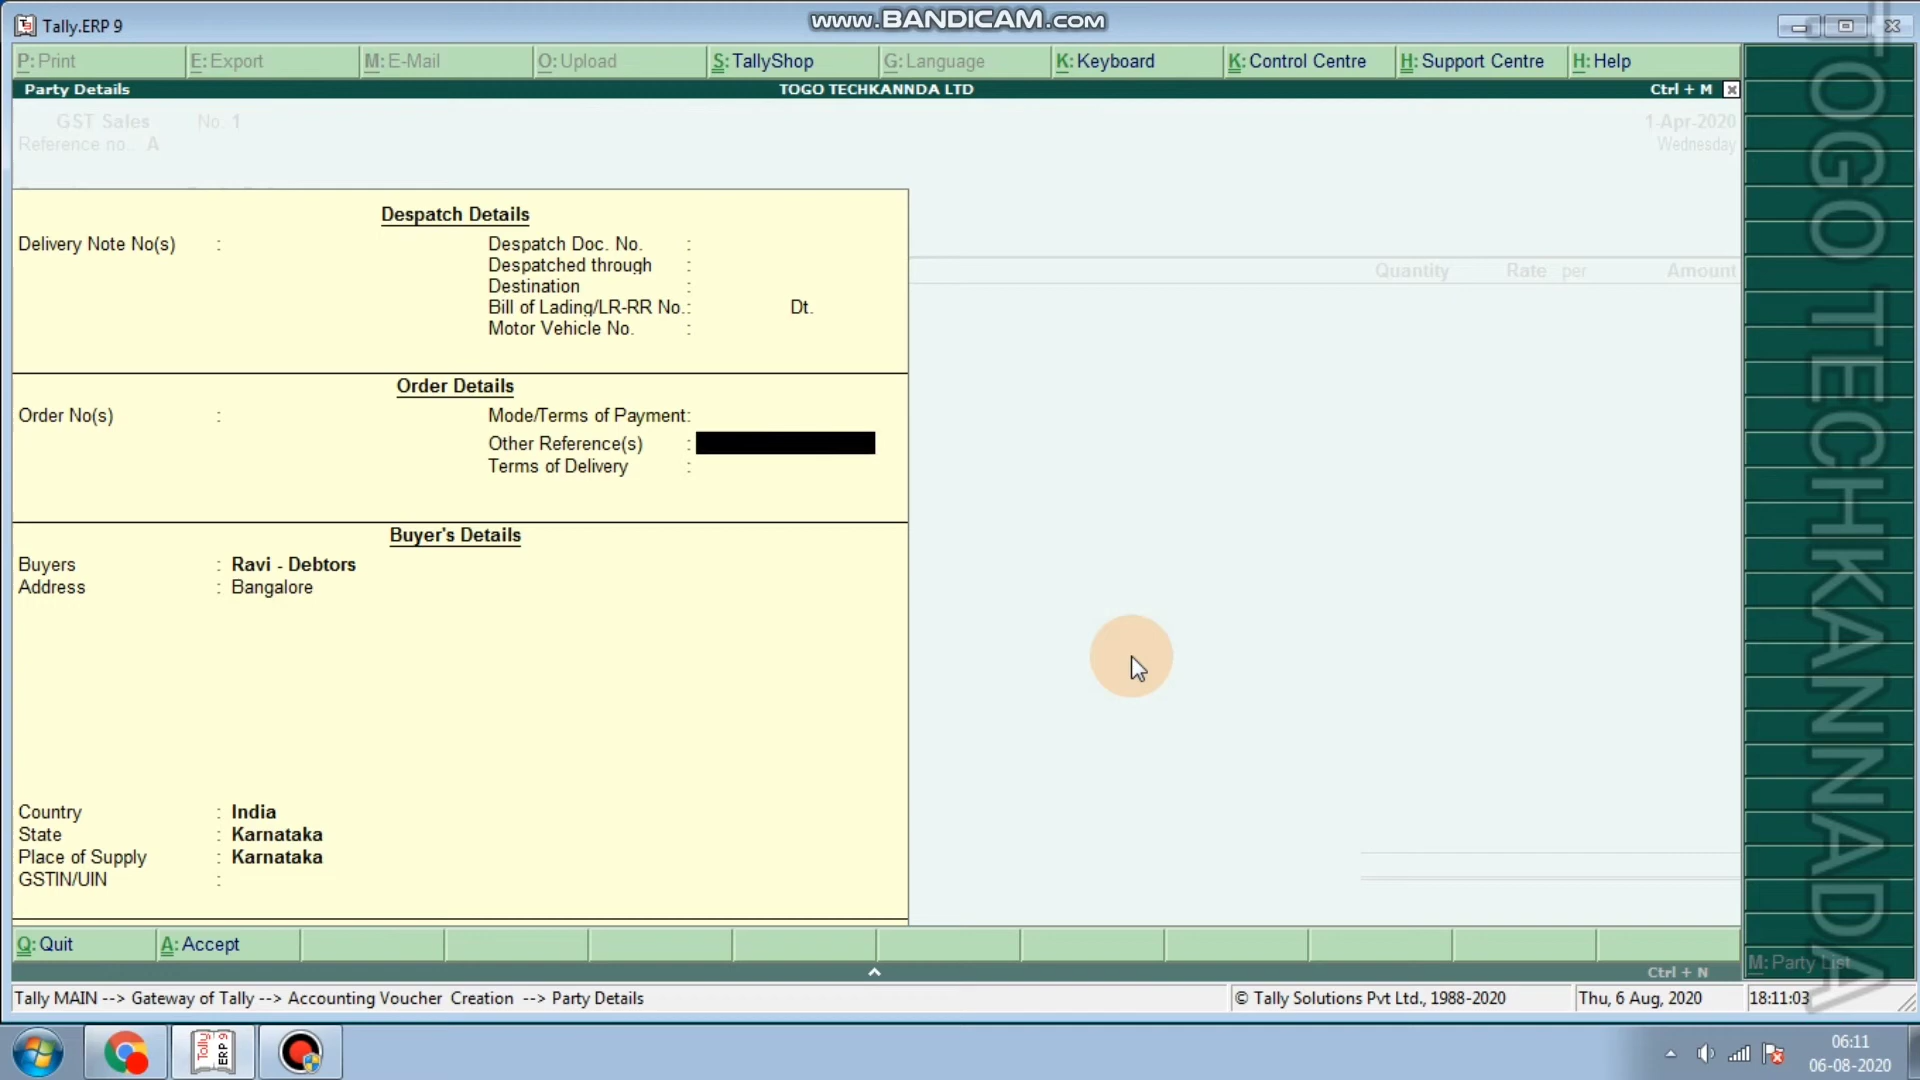 www.BANDICAM.com
Tally.ERP 9
P: Print E: Export M: E-Mail O: Upload S: TallyShop G: Language K: Keyboard K: Control Centre H: Support Centre H: Help
Party Details TOGO TECHKANNDA LTD Ctrl + M
GST Sales No. 1 1-Apr-2020
Reference no.: A Wednesday
Despatch Details
Delivery Note No(s) : Despatch Doc. No. :
Despatched through :
Destination :
Bill of Lading/LR-RR No.: Dt.
Motor Vehicle No. :
Quantity Rate per Amount
Order Details
Order No(s) : Mode/Terms of Payment:
Other Reference(s) :
Terms of Delivery :
Buyer's Details
Buyers : Ravi - Debtors
Address : Bangalore
Country : India
State : Karnataka
Place of Supply : Karnataka
GSTIN/UIN :
Q: Quit A: Accept
M: Party List
Ctrl + N
Tally MAIN --> Gateway of Tally --> Accounting Voucher Creation --> Party Details © Tally Solutions Pvt Ltd., 1988-2020 Thu, 6 Aug, 2020 18:11:03
TOGO TECHKANNADA
Tally ERP 9
06:11
06-08-2020